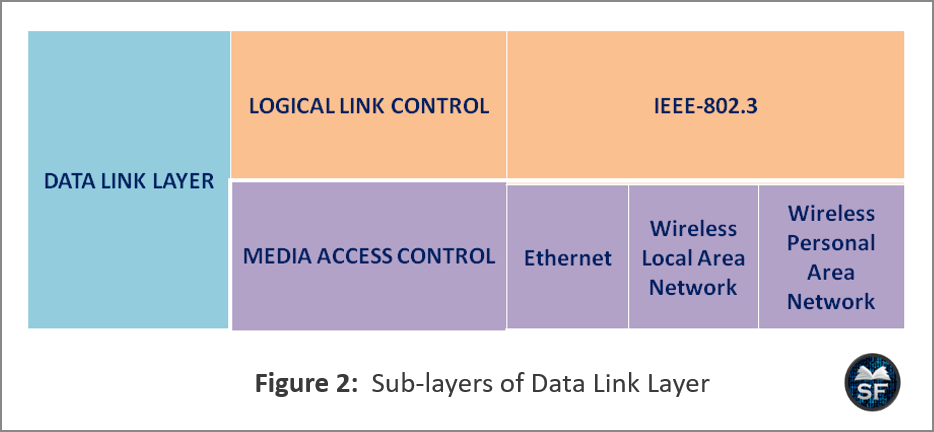 DATA LINK LAYER
LOGICAL LINK CONTROL
IEEE-802.3
MEDIA ACCESS CONTROL
Ethernet
Wireless
Local Area
Network
Wireless
Personal
Area
Network
Figure 2: Sub-layers of Data Link Layer
SF